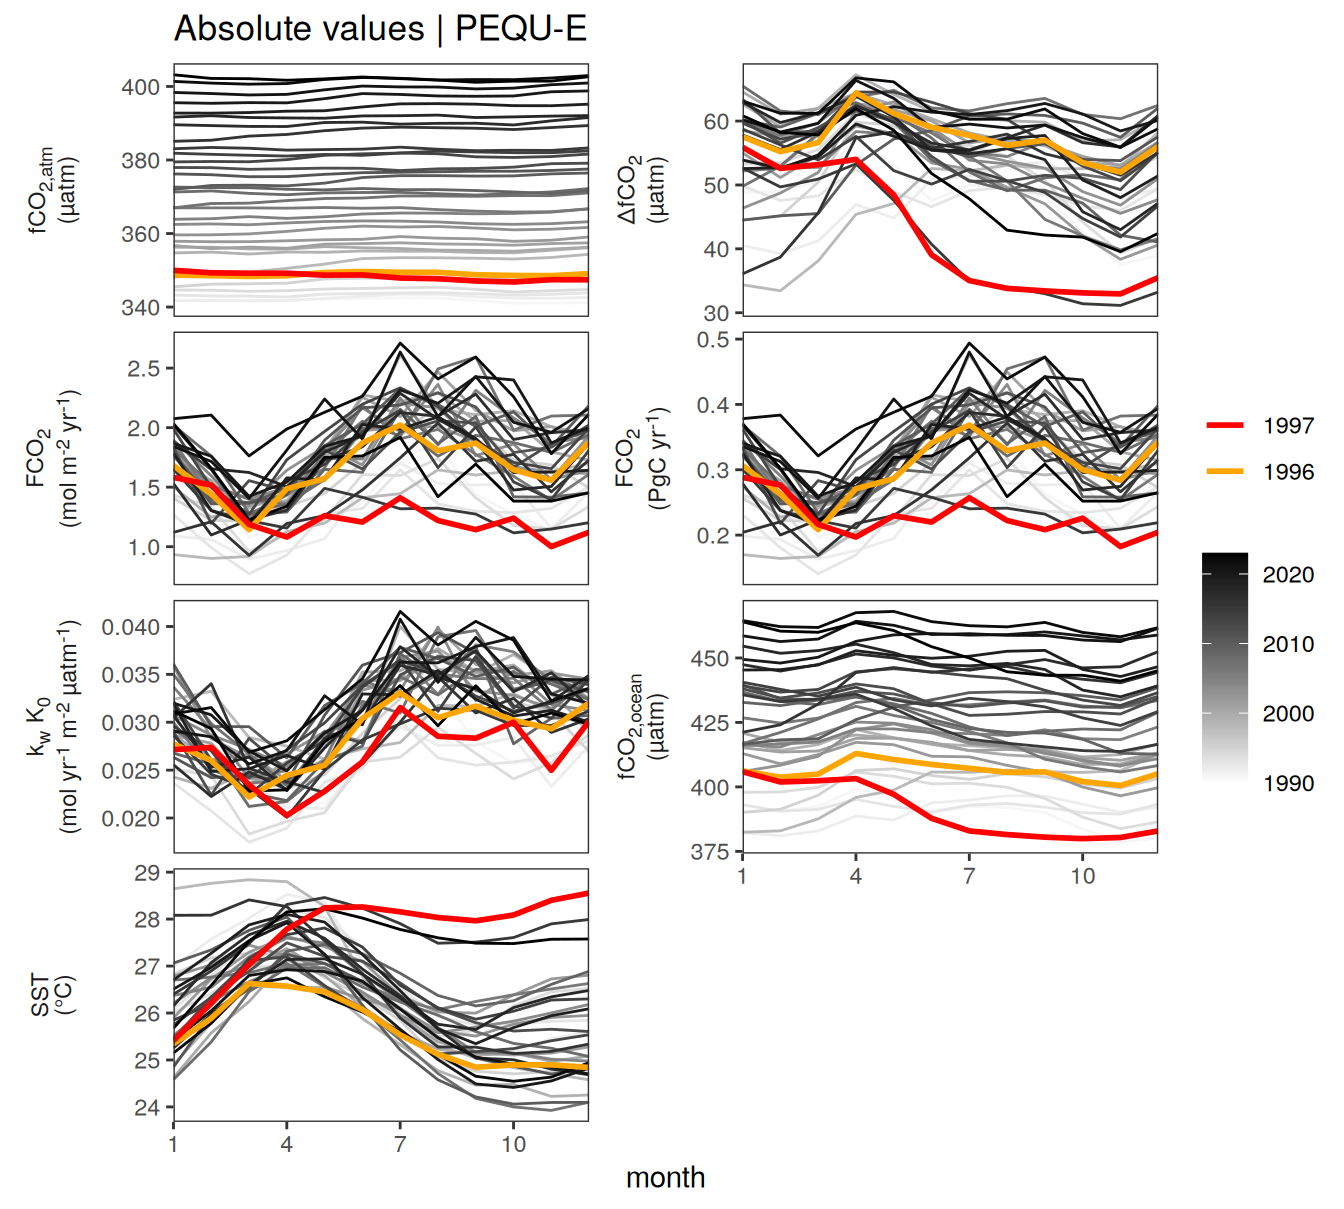 Absolute values | PEQU-E
fCO2,atm
(µatm)
400
380
360
340
ΔfCO2
(µatm)
60
50
40
30
FCO2
(mol m-2 yr-1)
2.5
2.0
1.5
1.0
FCO2
(PgC yr-1)
0.5
0.4
0.3
0.2
1997
1996
2020
2010
2000
1990
kw K0
(mol yr-1 m-2 µatm-1)
0.040
0.035
0.030
0.025
0.020
fCO2,ocean
(µatm)
450
425
400
375
1 4 7 10
SST
(°C)
29
28
27
26
25
24
1 4 7 10
month